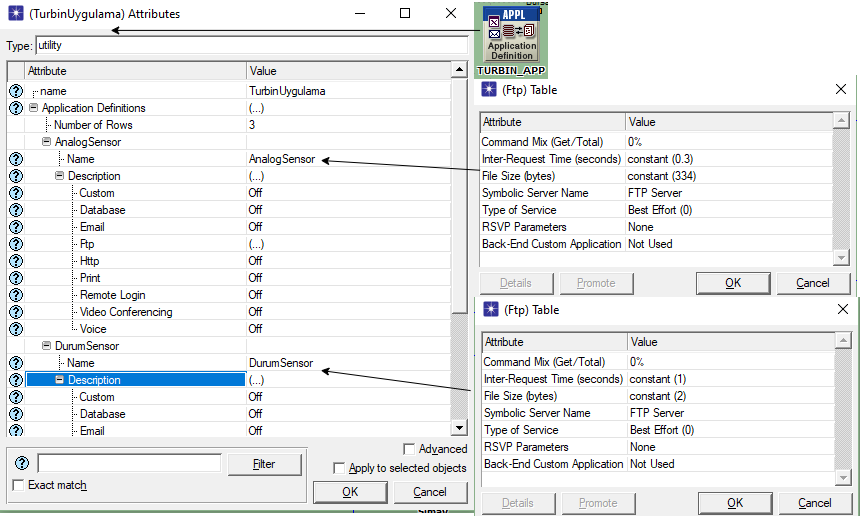 (TurbinUygulama) Attributes
Type: utility
Attribute Value
name TurbinUygulama
Application Definitions (...)
Number of Rows 3
AnalogSensor
Name AnalogSensor
Description (...)
Custom Off
Database Off
Email Off
Ftp (...)
Http Off
Print Off
Remote Login Off
Video Conferencing Off
Voice Off
DurumSensor
Name DurumSensor
Description (...)
Custom Off
Database Off
Email Off
Advanced
Filter
Apply to selected objects
Exact match
OK Cancel
APPL
Application
Definition
TURBIN_APP
(Ftp) Table
Attribute Value
Command Mix (Get/Total) 0%
Inter-Request Time (seconds) constant (0.3)
File Size (bytes) constant (334)
Symbolic Server Name FTP Server
Type of Service Best Effort (0)
RSVP Parameters None
Back-End Custom Application Not Used
Details Promote OK Cancel
(Ftp) Table
Attribute Value
Command Mix (Get/Total) 0%
Inter-Request Time (seconds) constant (1)
File Size (bytes) constant (2)
Symbolic Server Name FTP Server
Type of Service Best Effort (0)
RSVP Parameters None
Back-End Custom Application Not Used
Details Promote OK Cancel